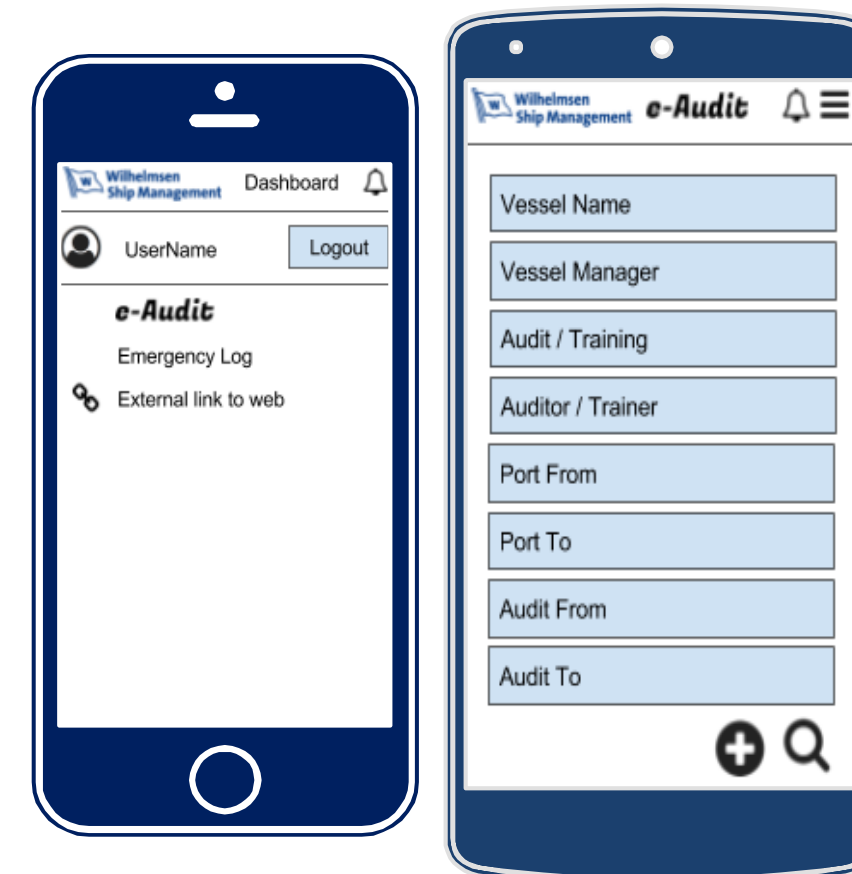 Wilhelmsen
Ship Management
Dashboard
UserName
Logout
e-Audit
Emergency Log
External link to web
W
Wilhelmsen
Ship Management
e-Audit
Vessel Name
Vessel Manager
Audit / Training
Auditor / Trainer
Port From
Port To
Audit From
Audit To